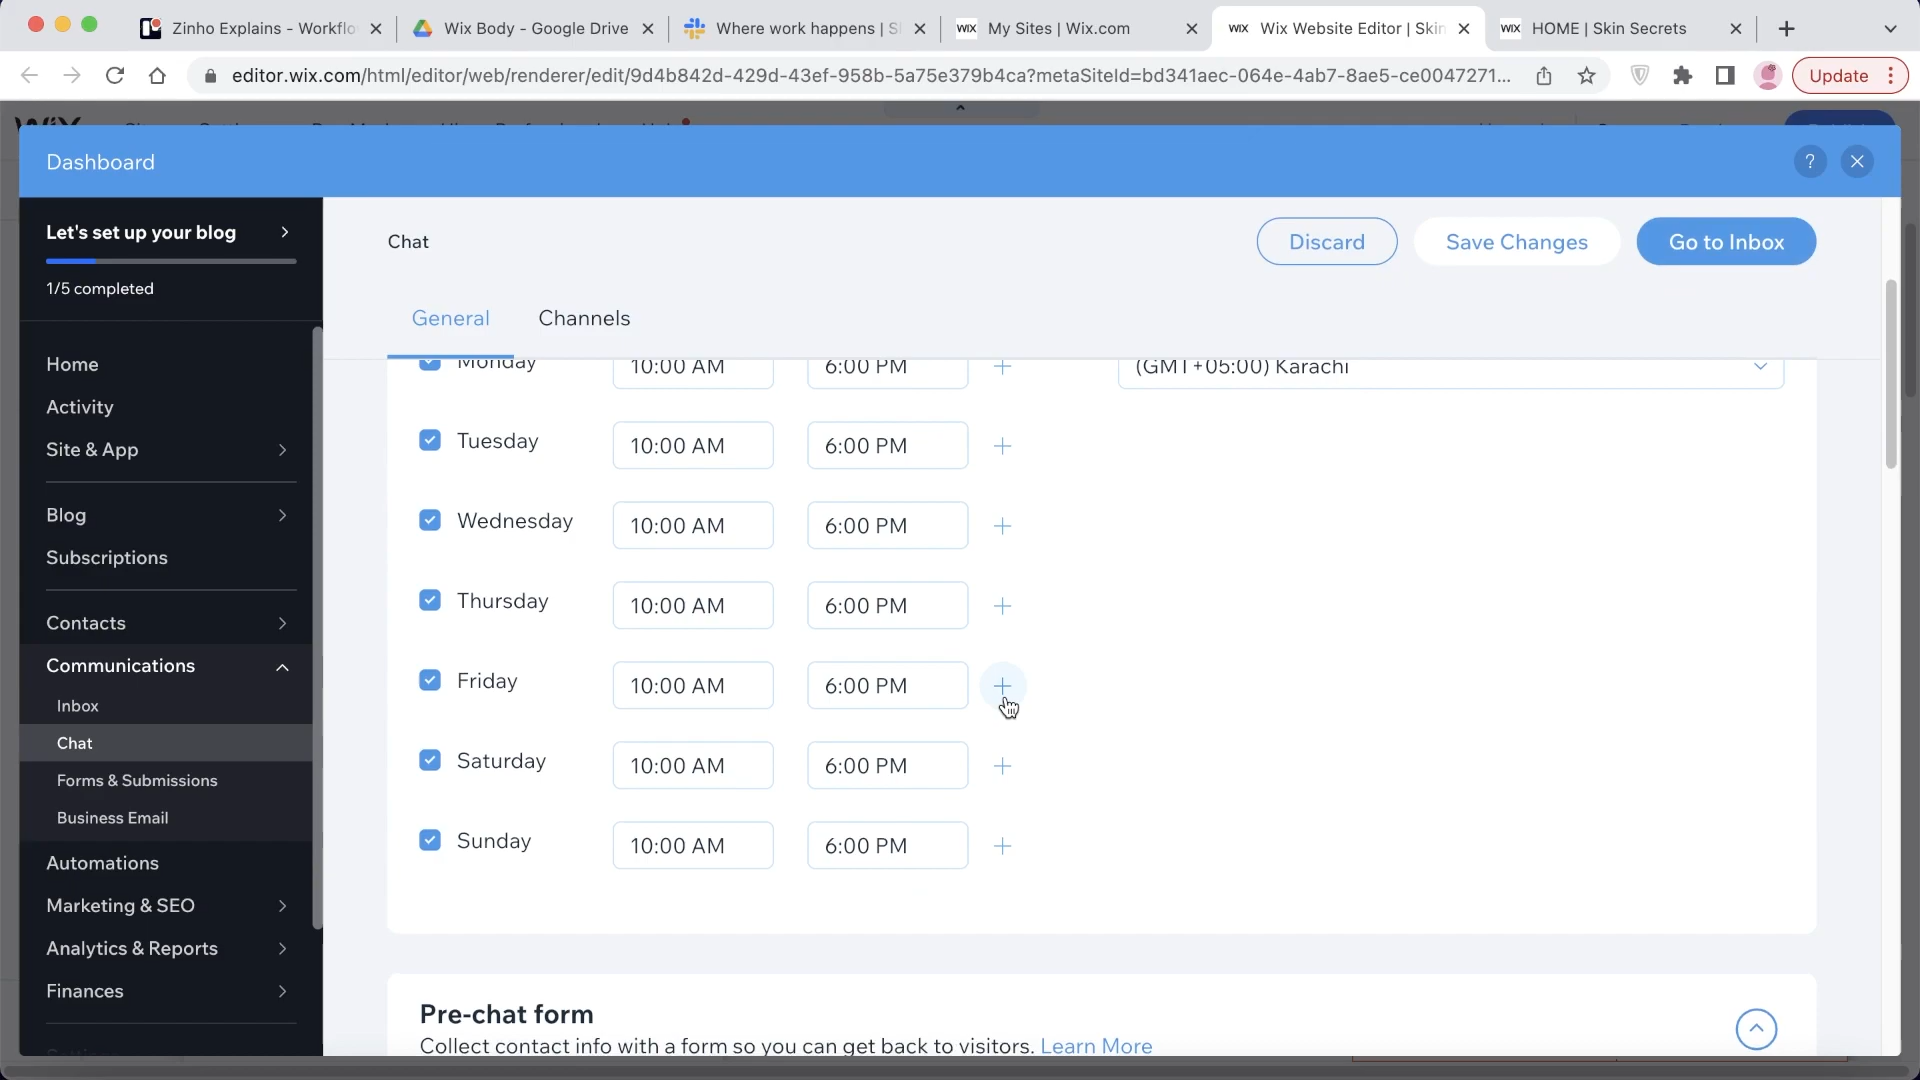 Zinho Explains - Workflo
Wix Body - Google Drive
Where work happens | S
WIX My Sites | Wix.com
WIX Wix Website Editor | Skin
WIX HOME | Skin Secrets
editor.wix.com/html/editor/web/renderer/edit/9d4b842d-429d-43ef-958b-5a75e379b4ca?metaSiteId=bd341aec-064e-4ab7-8ae5-ce0047271...
Update
Dashboard
?
Let's set up your blog
1/5 completed
Home
Activity
Site & App
Blog
Subscriptions
Contacts
Communications
Inbox
Chat
Forms & Submissions
Business Email
Automations
Marketing & SEO
Analytics & Reports
Finances
Chat
Discard
Save Changes
Go to Inbox
General
Channels
Monday 10:00 AM 6:00 PM + (GMT+05:00) Karachi
Tuesday 10:00 AM 6:00 PM +
Wednesday 10:00 AM 6:00 PM +
Thursday 10:00 AM 6:00 PM +
Friday 10:00 AM 6:00 PM +
Saturday 10:00 AM 6:00 PM +
Sunday 10:00 AM 6:00 PM +
Pre-chat form
Collect contact info with a form so you can get back to visitors. Learn More